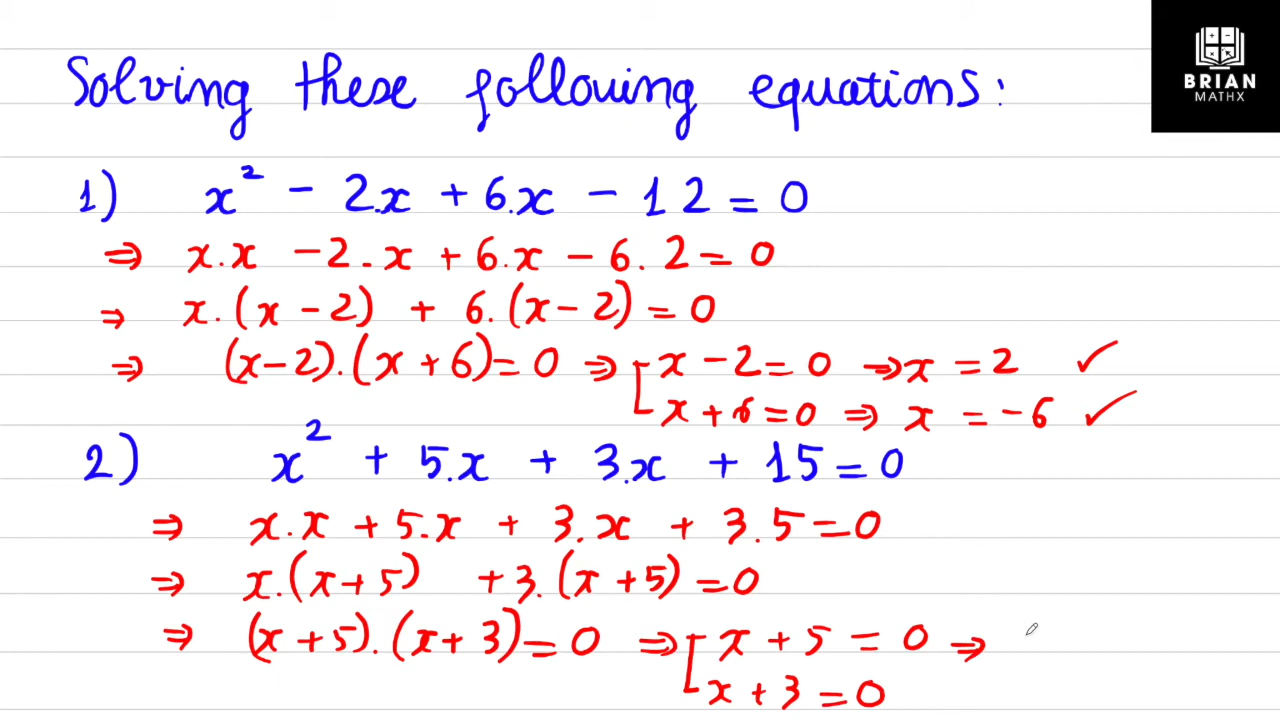 BRIAN
MATHX
Solving these following equations:
1) x² - 2.x + 6.x - 12 = 0
⇒ x.x - 2.x + 6.x - 6.2 = 0
⇒ x.(x - 2) + 6.(x - 2) = 0
⇒ (x - 2).(x + 6) = 0 ⇒ [ x - 2 = 0 ⇒ x = 2 ✓
x + 6 = 0 ⇒ x = -6 ✓
2) x² + 5.x + 3.x + 15 = 0
⇒ x.x + 5.x + 3.x + 3.5 = 0
⇒ x.(x + 5) + 3.(x + 5) = 0
⇒ (x + 5).(x + 3) = 0 ⇒ [ x + 5 = 0 ⇒
x + 3 = 0